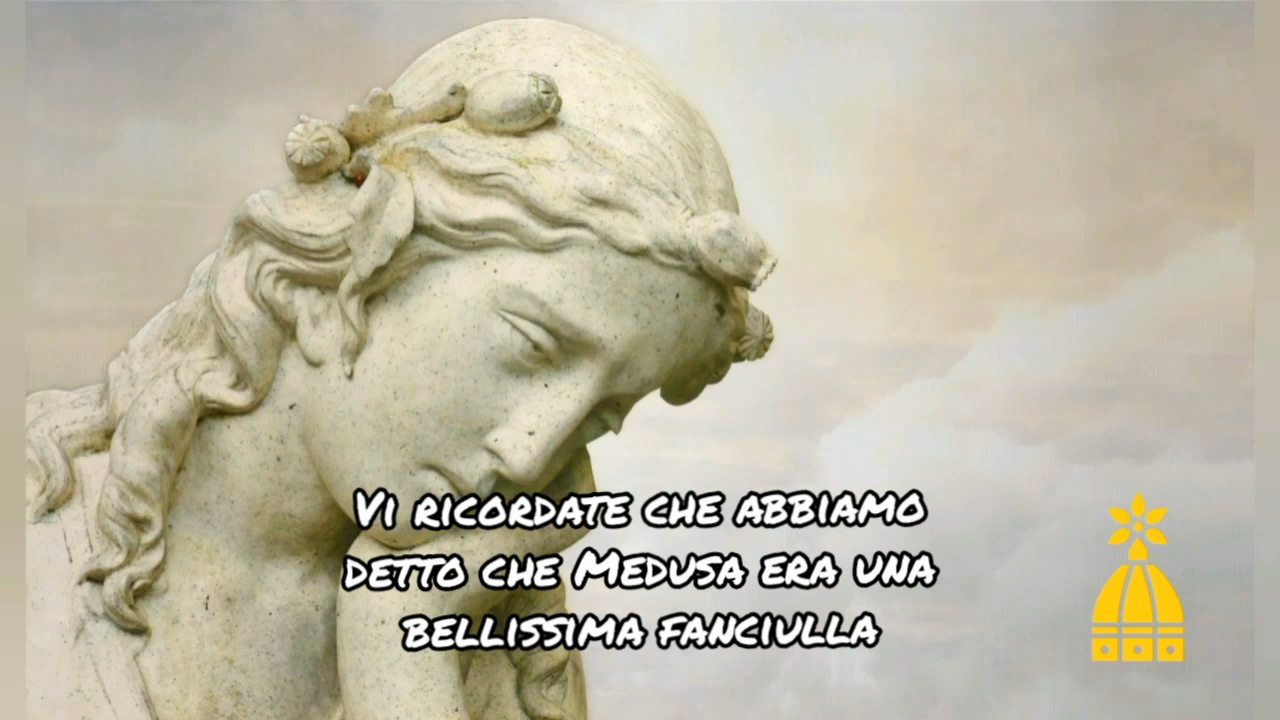 Vi ricordate che abbiamo
detto che Medusa era una
bellissima fanciulla